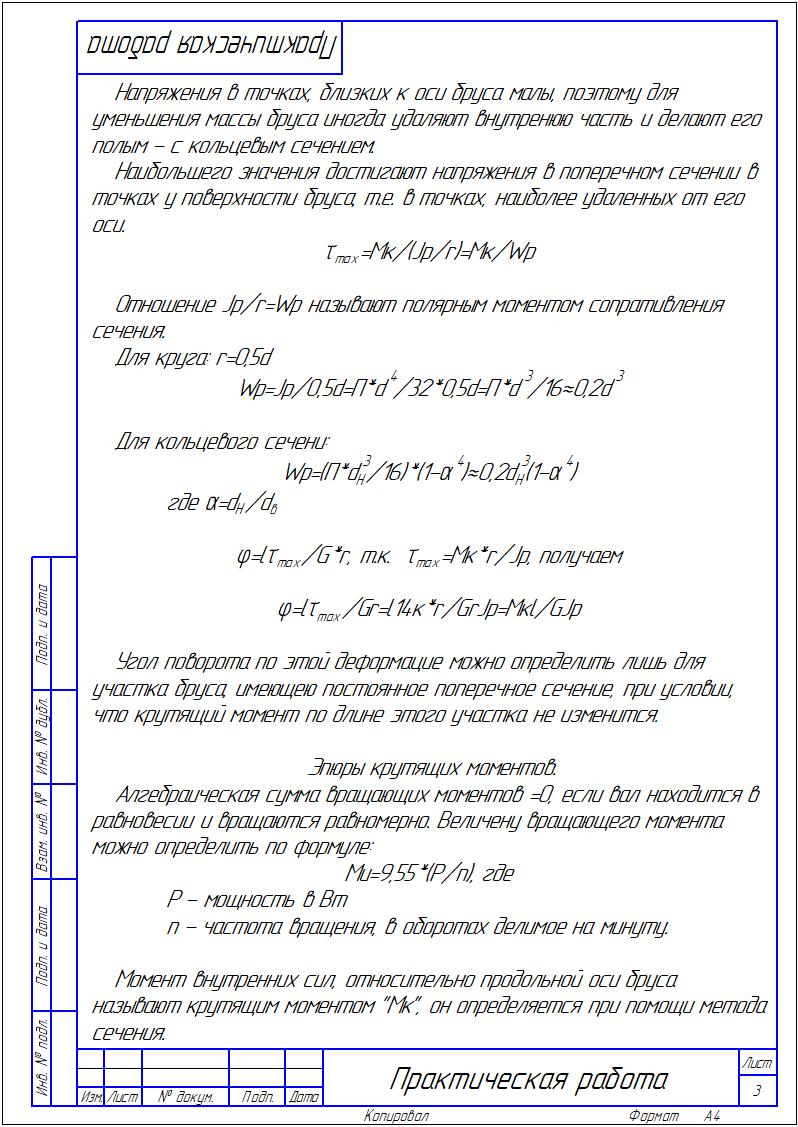 Практическая работа
Напряжения в точках, близких к оси бруса малы, поэтому для
уменьшения массы бруса иногда удаляют внутренюю часть и делают его
полым – с кольцевым сечением.
Наибольшего значения достигают напряжения в поперечном сечении в
точках у поверхности бруса, т.е. в точках, наиболее удаленных от его
оси.
τmax=Мк/(Jp/r)=Мк/Wp
Отношение Jp/r=Wp называют полярным моментом сопративления
сечения.
Для круга: r=0,5d
Wp=Jp/0,5d=П*d⁴/32*0,5d=П*d³/16≈0,2d³
Для кольцевого сечени:
Wp=(П*dН³/16)*(1-α⁴)≈0,2dН³(1-α⁴)
где α=dН/dв
φ=lτmax/G*r, т.к. τmax=Мк*r/Jp, получаем
φ=lτmax/Gr=l14к*r/GrJp=Мкl/GJp
Угол поворота по этой деформацие можно определить лишь для
участка бруса, имеющею постоянное поперечное сечение, при условии,
что крутящий момент по длине этого участка не изменится.
Эпюры крутящих моментов.
Алгебраическая сумма вращающих моментов =0, если вал находится в
равновесии и вращаются равномерно. Величену вращающего момента
можно определить по формуле:
Ми=9,55*(Р/n), где
Р – мощность в Вт
n – частота вращения, в оборотах делимое на минуту.
Момент внутренних сил, относительно продольной оси бруса
называют крутящим моментом "Мк", он определяется при помощи метода
сечения.
Подп. и дата
Инв. № дубл.
Взам. инв. №
Подп. и дата
Инв. № подл.
Изм. Лист № докум. Подп. Дата
Практическая работа
Лист
3
Копировал Формат А4